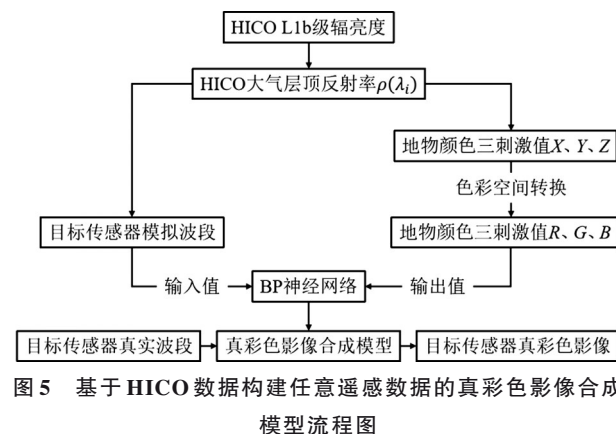 HICO L1b级辐亮度
HICO大气层顶反射率ρ(λi)
地物颜色三刺激值X、Y、Z
色彩空间转换
目标传感器模拟波段
地物颜色三刺激值R、G、B
输入值
BP神经网络
输出值
目标传感器真实波段
真彩色影像合成模型
目标传感器真彩色影像
图5 基于HICO数据构建任意遥感数据的真彩色影像合成
模型流程图